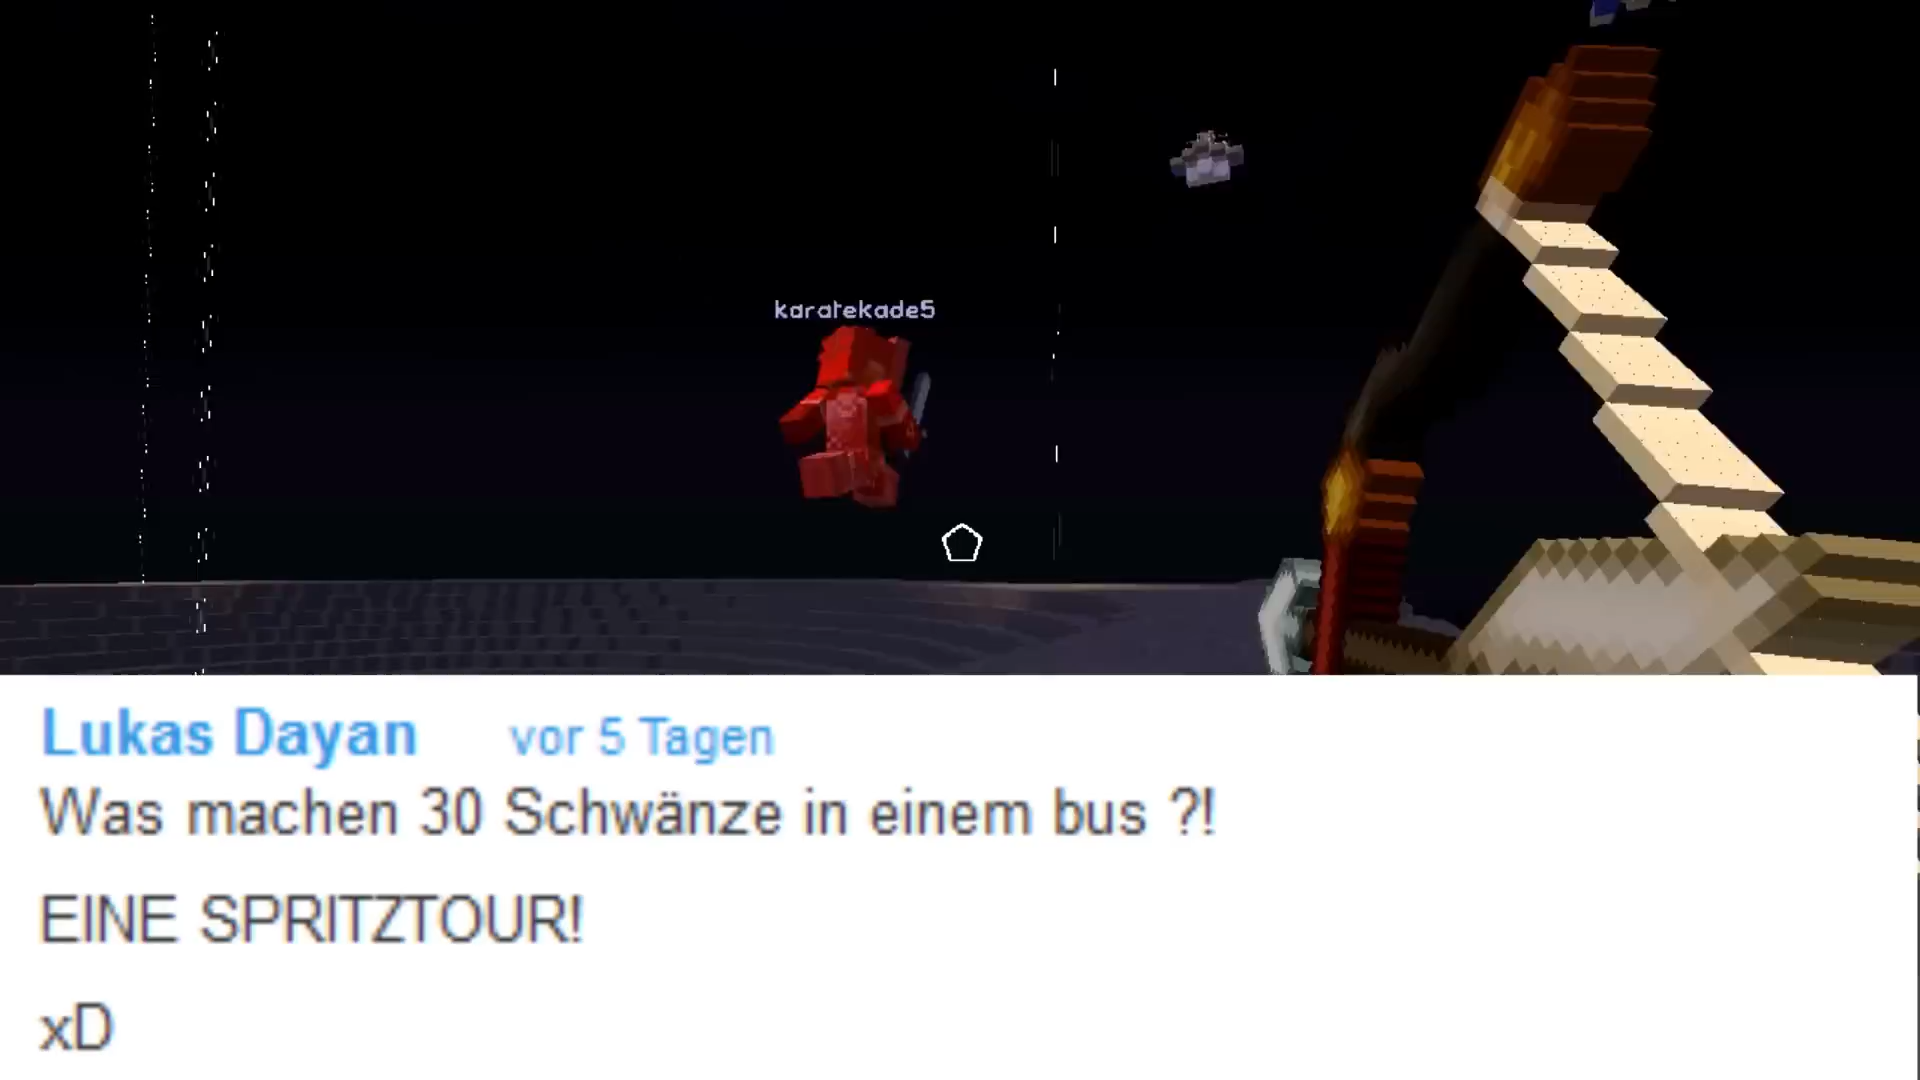 karatekade5
Lukas Dayan vor 5 Tagen
Was machen 30 Schwänze in einem bus ?!
EINE SPRITZTOUR!
xD